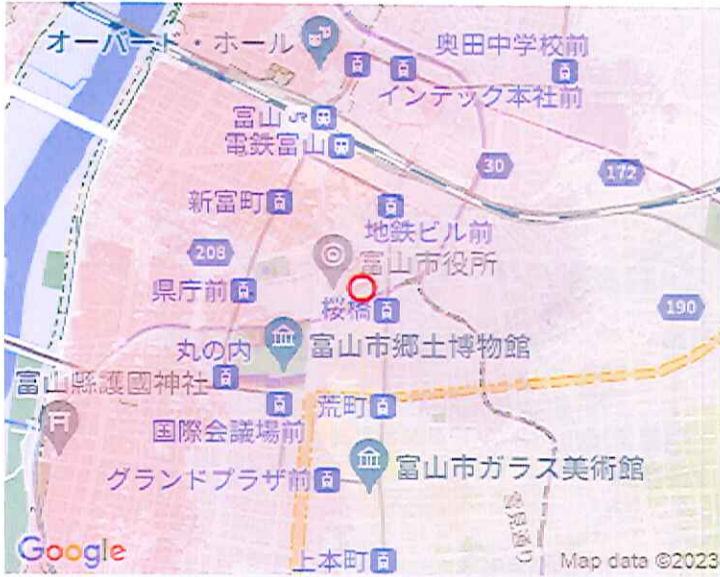 オーバード・ホール
奥田中学校前
インテック本社前
富山 JR
電鉄富山
30
172
新富町
地鉄ビル前
208
富山市役所
県庁前
桜橋
190
丸の内
富山市郷土博物館
富山縣護國神社
荒町
国際会議場前
グランドプラザ前
富山市ガラス美術館
雪見通り
Google
上本町
Map data ©2023